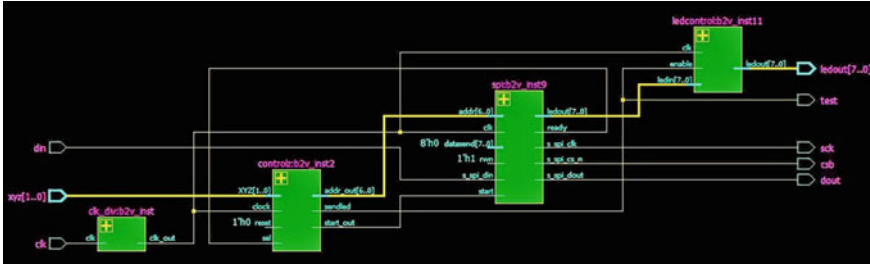 ledcontrol:b2v_inst11
clk
enable
ledin[7..0]
ledout[7..0]
ledout[7..0]
test
spi:b2v_inst9
addr[6..0]
clk
8'h0 datasend[7..0]
1'h1 rwn
s_spi_din
start
ledout[7..0]
ready
s_spi_clk
s_spi_cs_n
s_spi_dout
sck
csb
dout
din
xyz[1..0]
clk
controlz:b2v_inst2
XYZ[1..0]
clock
1'h0 reset
sel
addr_out[6..0]
sendled
start_out
clk_div:b2v_inst
clk
clk_out